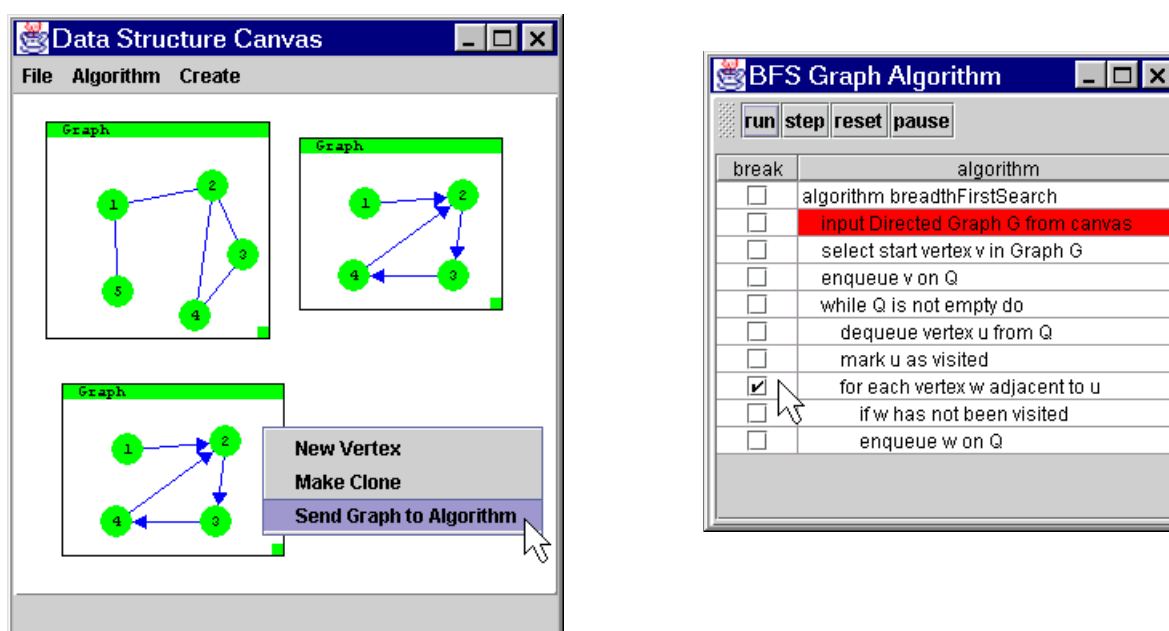 Data Structure Canvas
File Algorithm Create
Graph
1
2
3
4
5
Graph
1
2
3
4
Graph
1
2
3
4
New Vertex
Make Clone
Send Graph to Algorithm
BFS Graph Algorithm
run step reset pause
break algorithm
algorithm breadthFirstSearch
input Directed Graph G from canvas
select start vertex v in Graph G
enqueue v on Q
while Q is not empty do
dequeue vertex u from Q
mark u as visited
for each vertex w adjacent to u
if w has not been visited
enqueue w on Q